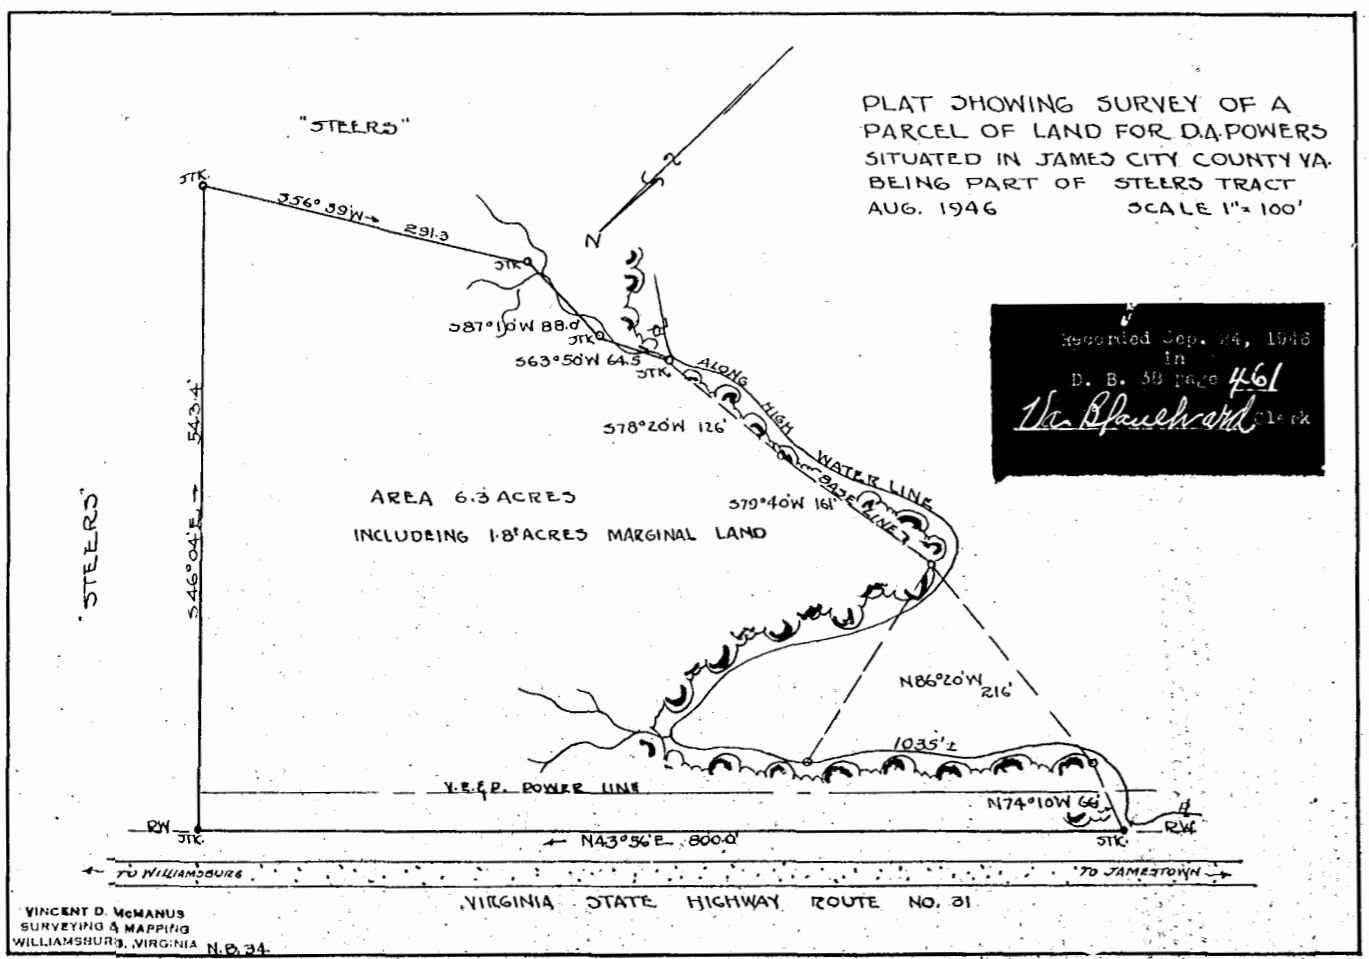 "STEERS"
PLAT SHOWING SURVEY OF A
PARCEL OF LAND FOR D.A. POWERS
SITUATED IN JAMES CITY COUNTY VA.
BEING PART OF STEERS TRACT
AUG. 1946 SCALE 1"= 100'
STK.
S56°59'W
291.3
N
STK
S87°10'W 88.0'
STK
S63°50'W 64.5
STK.
ALONG HIGH WATER LINE
Recorded Sep. 24, 1946
in
D. B. 38 page 461
Clerk
S78°20'W 126'
BASE LINE
S79°40'W 161'
S46°04'E 543.4'
"STEERS"
AREA 6.3 ACRES
INCLUDEING 1.8± ACRES MARGINAL LAND
N86°20'W
216'
1035'±
V.E.&P. POWER LINE
N74°10'W 66'
RW
STK.
N43°56'E 800.0'
STK.
RW.
TO WILLIAMSBURG
TO JAMESTOWN
VIRGINIA STATE HIGHWAY ROUTE NO. 31
VINCENT D. McMANUS
SURVEYING & MAPPING
WILLIAMSBURG, VIRGINIA N.B. 34